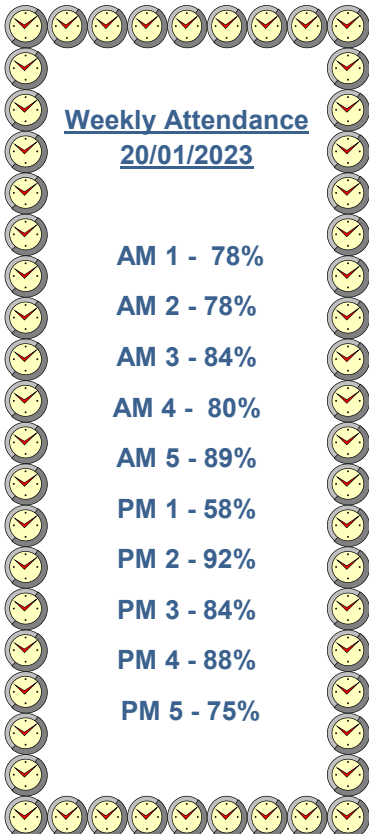 Weekly Attendance
20/01/2023
AM 1 - 78%
AM 2 - 78%
AM 3 - 84%
AM 4 - 80%
AM 5 - 89%
PM 1 - 58%
PM 2 - 92%
PM 3 - 84%
PM 4 - 88%
PM 5 - 75%